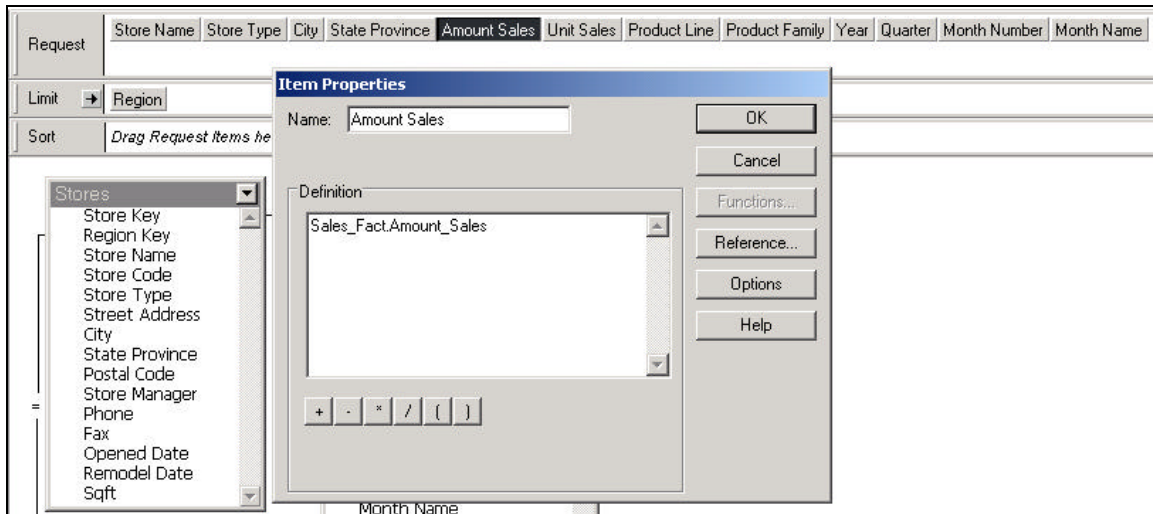 Request Store Name Store Type City State Province Amount Sales Unit Sales Product Line Product Family Year Quarter Month Number Month Name
Limit Region
Sort Drag Request Items he
Item Properties
Name: Amount Sales
OK
Cancel
Definition
Functions...
Sales_Fact.Amount_Sales
Reference...
Options
Help
+ - * / ( )
Stores
Store Key
Region Key
Store Name
Store Code
Store Type
Street Address
City
State Province
Postal Code
Store Manager
Phone
Fax
Opened Date
Remodel Date
Sqft
=
Month Name